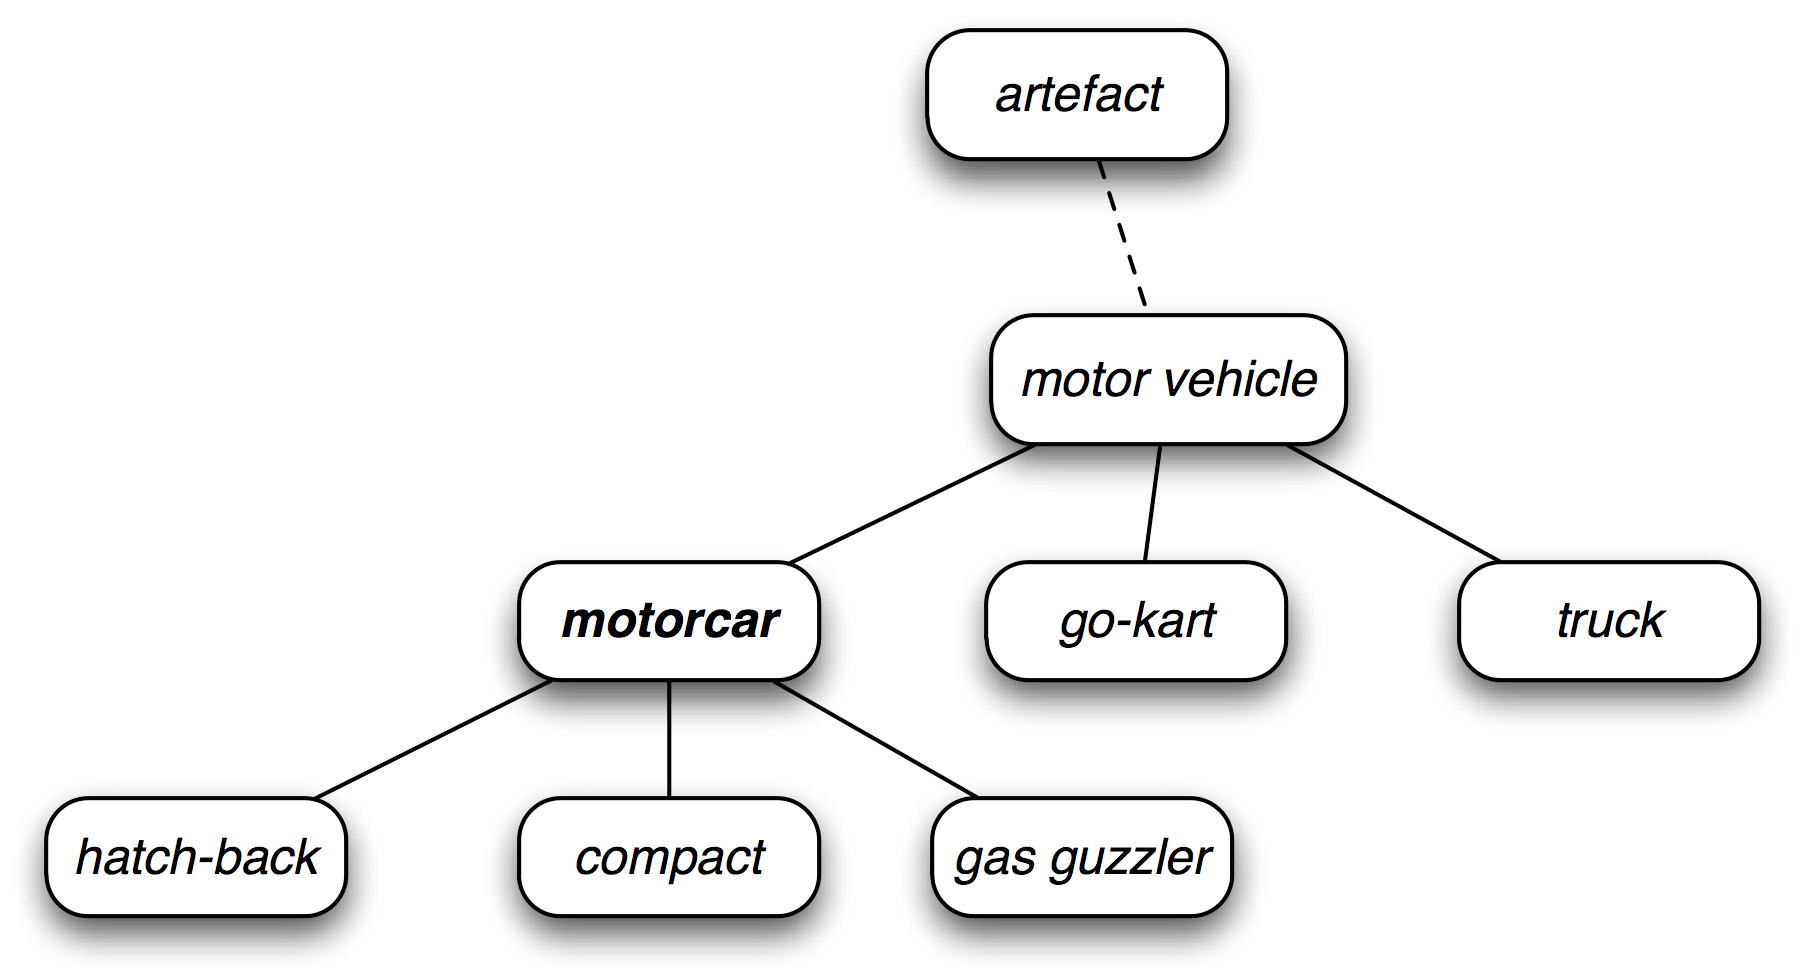 artefact
motor vehicle
motorcar
go-kart
truck
hatch-back
compact
gas guzzler